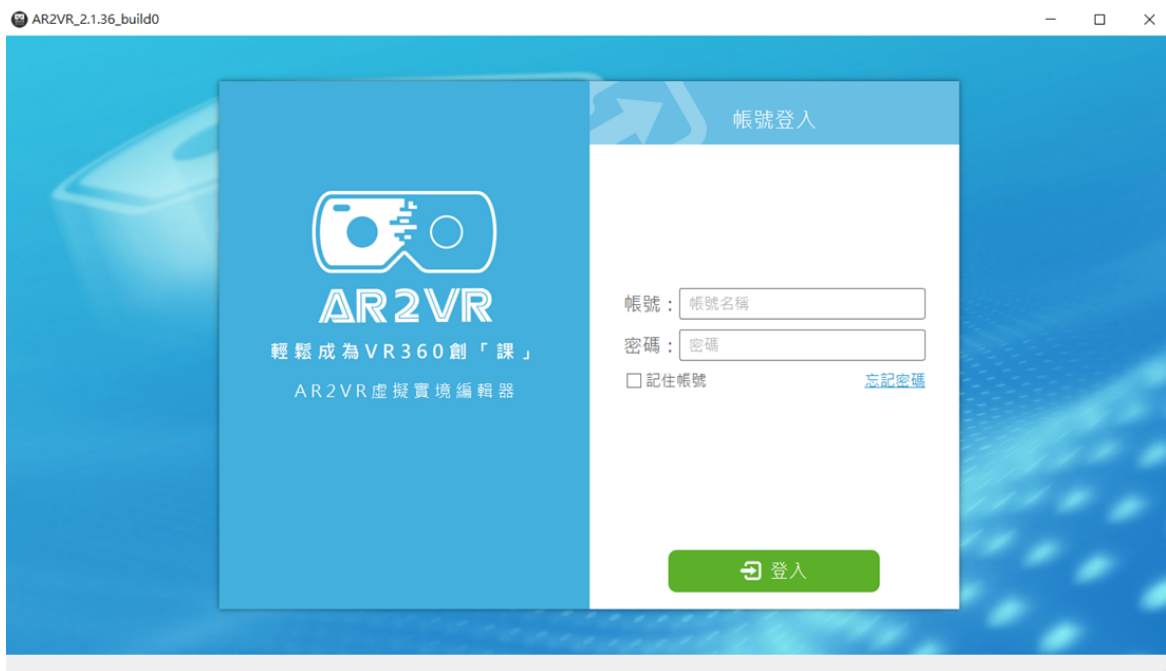 AR2VR_2.1.36_build0
帳號登入
AR2VR
輕鬆成為VR360創「課」
AR2VR虛擬實境編輯器
帳號：帳號名稱
密碼：密碼
記住帳號 忘記密碼
登入